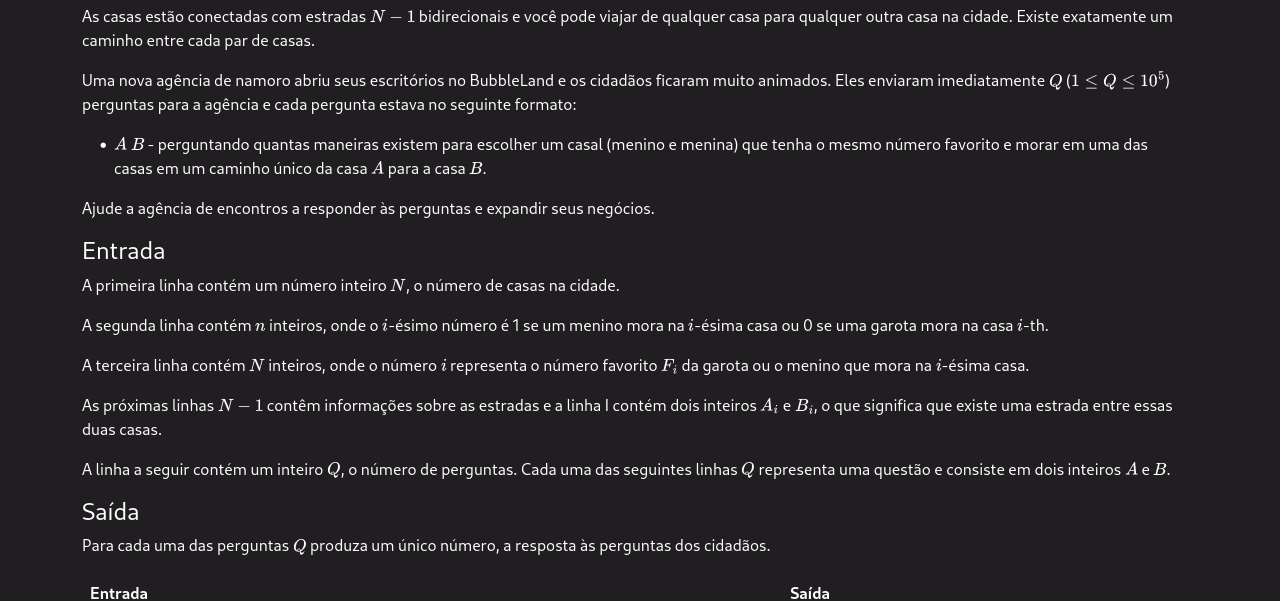 As casas estão conectadas com estradas N − 1 bidirecionais e você pode viajar de qualquer casa para qualquer outra casa na cidade. Existe exatamente um
caminho entre cada par de casas.
Uma nova agência de namoro abriu seus escritórios no BubbleLand e os cidadãos ficaram muito animados. Eles enviaram imediatamente Q (1 ≤ Q ≤ 10⁵)
perguntas para a agência e cada pergunta estava no seguinte formato:
• A B - perguntando quantas maneiras existem para escolher um casal (menino e menina) que tenha o mesmo número favorito e morar em uma das
casas em um caminho único da casa A para a casa B.
Ajude a agência de encontros a responder às perguntas e expandir seus negócios.
Entrada
A primeira linha contém um número inteiro N, o número de casas na cidade.
A segunda linha contém n inteiros, onde o i-ésimo número é 1 se um menino mora na i-ésima casa ou 0 se uma garota mora na casa i-th.
A terceira linha contém N inteiros, onde o número i representa o número favorito Fᵢ da garota ou o menino que mora na i-ésima casa.
As próximas linhas N − 1 contêm informações sobre as estradas e a linha I contém dois inteiros Aᵢ e Bᵢ, o que significa que existe uma estrada entre essas
duas casas.
A linha a seguir contém um inteiro Q, o número de perguntas. Cada uma das seguintes linhas Q representa uma questão e consiste em dois inteiros A e B.
Saída
Para cada uma das perguntas Q produza um único número, a resposta às perguntas dos cidadãos.
Entrada Saída